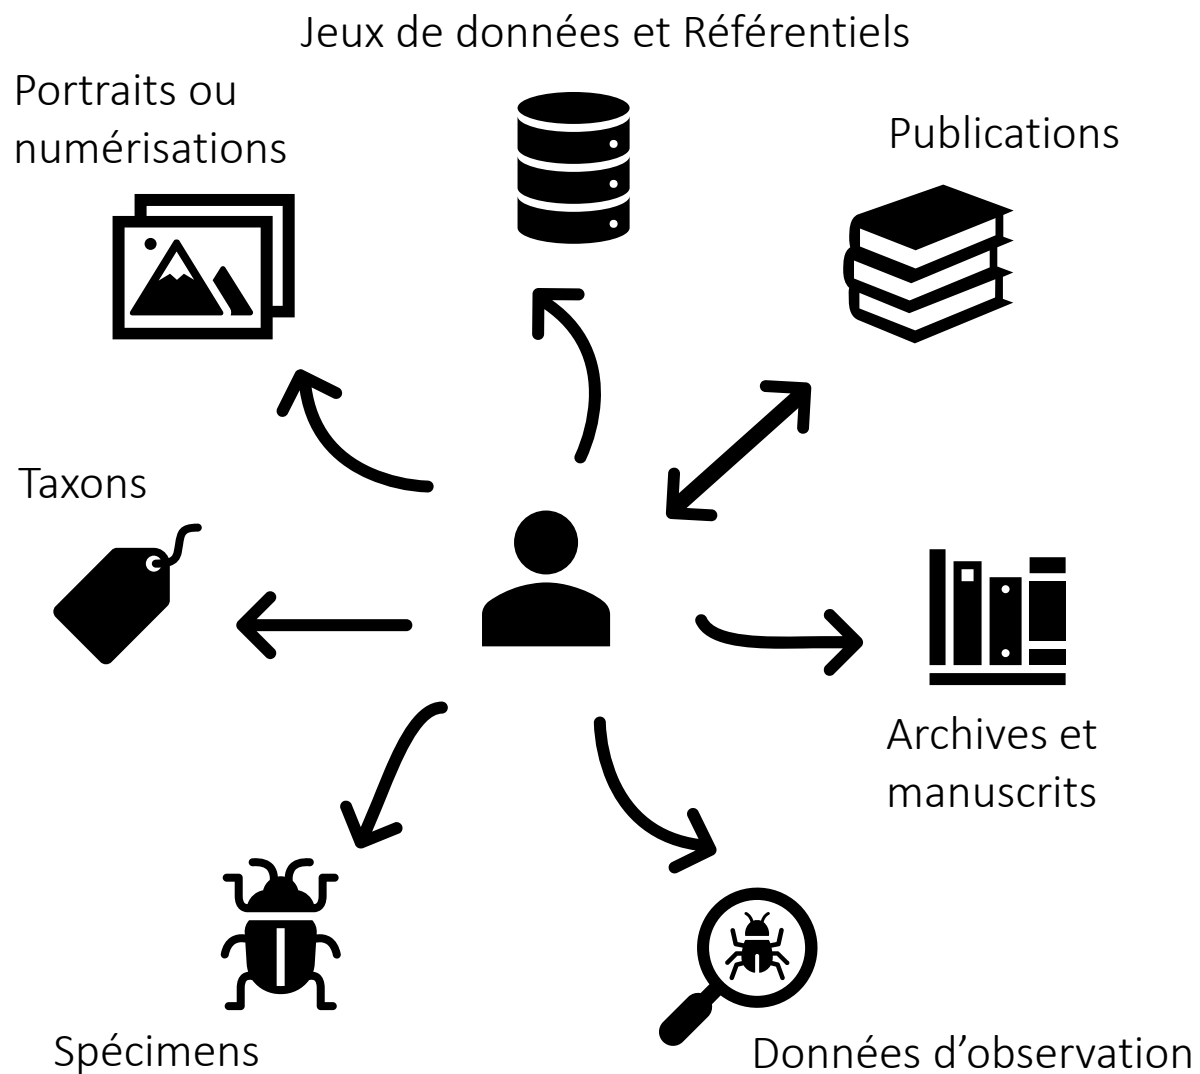 Jeux de données et Référentiels
Portraits ou
numérisations
Publications
Taxons
Archives et
manuscrits
Spécimens
Données d’observation